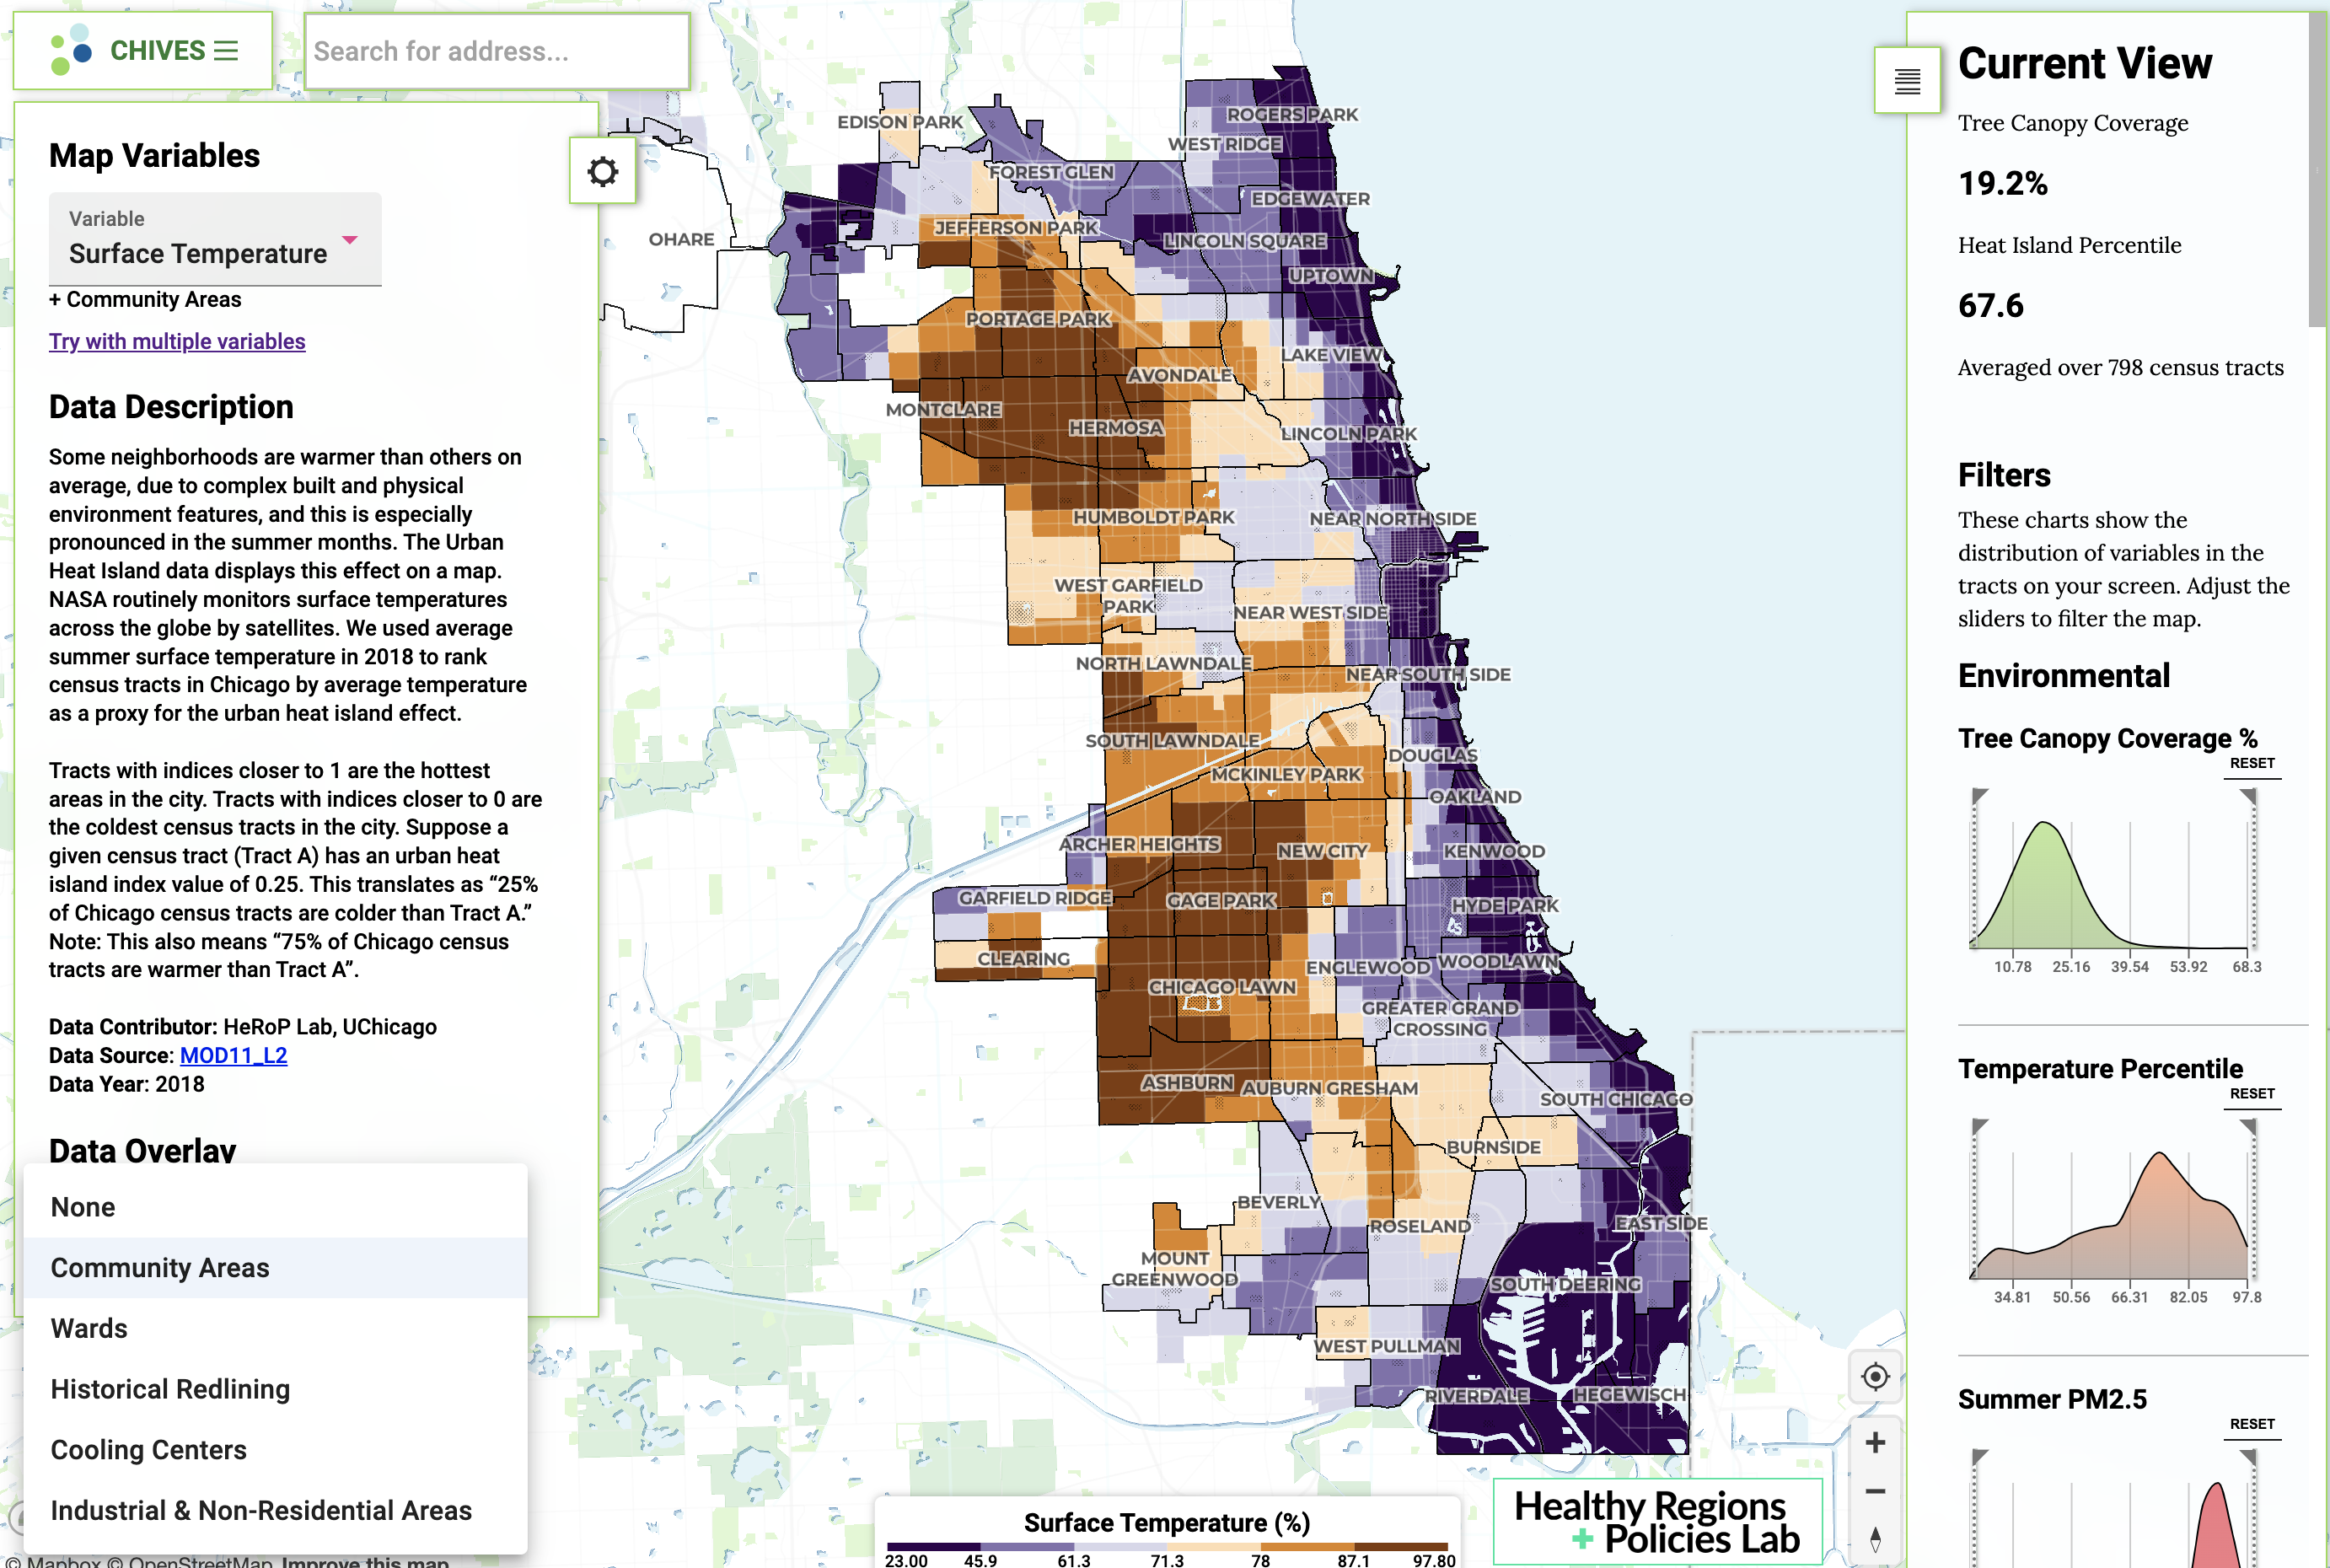 CHIVES
Search for address...
Map Variables
Variable
Surface Temperature
+ Community Areas
Try with multiple variables
Data Description
Some neighborhoods are warmer than others on
average, due to complex built and physical
environment features, and this is especially
pronounced in the summer months. The Urban
Heat Island data displays this effect on a map.
NASA routinely monitors surface temperatures
across the globe by satellites. We used average
summer surface temperature in 2018 to rank
census tracts in Chicago by average temperature
as a proxy for the urban heat island effect.
Tracts with indices closer to 1 are the hottest
areas in the city. Tracts with indices closer to 0 are
the coldest census tracts in the city. Suppose a
given census tract (Tract A) has an urban heat
island index value of 0.25. This translates as “25%
of Chicago census tracts are colder than Tract A.”
Note: This also means “75% of Chicago census
tracts are warmer than Tract A”.
Data Contributor: HeRoP Lab, UChicago
Data Source: MOD11_L2
Data Year: 2018
Data Overlay
None
Community Areas
Wards
Historical Redlining
Cooling Centers
Industrial & Non-Residential Areas
© Mapbox © OpenStreetMap Improve this map
EDISON PARK
ROGERS PARK
WEST RIDGE
FOREST GLEN
EDGEWATER
OHARE
JEFFERSON PARK
LINCOLN SQUARE
UPTOWN
PORTAGE PARK
LAKE VIEW
AVONDALE
MONTCLARE
HERMOSA
LINCOLN PARK
HUMBOLDT PARK
NEAR NORTH SIDE
WEST GARFIELD
PARK
NEAR WEST SIDE
NORTH LAWNDALE
NEAR SOUTH SIDE
SOUTH LAWNDALE
DOUGLAS
MCKINLEY PARK
OAKLAND
ARCHER HEIGHTS
NEW CITY
KENWOOD
GARFIELD RIDGE
GAGE PARK
HYDE PARK
CLEARING
ENGLEWOOD
WOODLAWN
CHICAGO LAWN
GREATER GRAND
CROSSING
ASHBURN
AUBURN GRESHAM
SOUTH CHICAGO
BURNSIDE
BEVERLY
ROSELAND
EAST SIDE
MOUNT
GREENWOOD
SOUTH DEERING
WEST PULLMAN
RIVERDALE
HEGEWISCH
Surface Temperature (%)
23.00 45.9 61.3 71.3 78 87.1 97.80
Healthy Regions
+ Policies Lab
Current View
Tree Canopy Coverage
19.2%
Heat Island Percentile
67.6
Averaged over 798 census tracts
Filters
These charts show the
distribution of variables in the
tracts on your screen. Adjust the
sliders to filter the map.
Environmental
Tree Canopy Coverage %
RESET
10.78 25.16 39.54 53.92 68.3
Temperature Percentile
RESET
34.81 50.56 66.31 82.05 97.8
Summer PM2.5
RESET